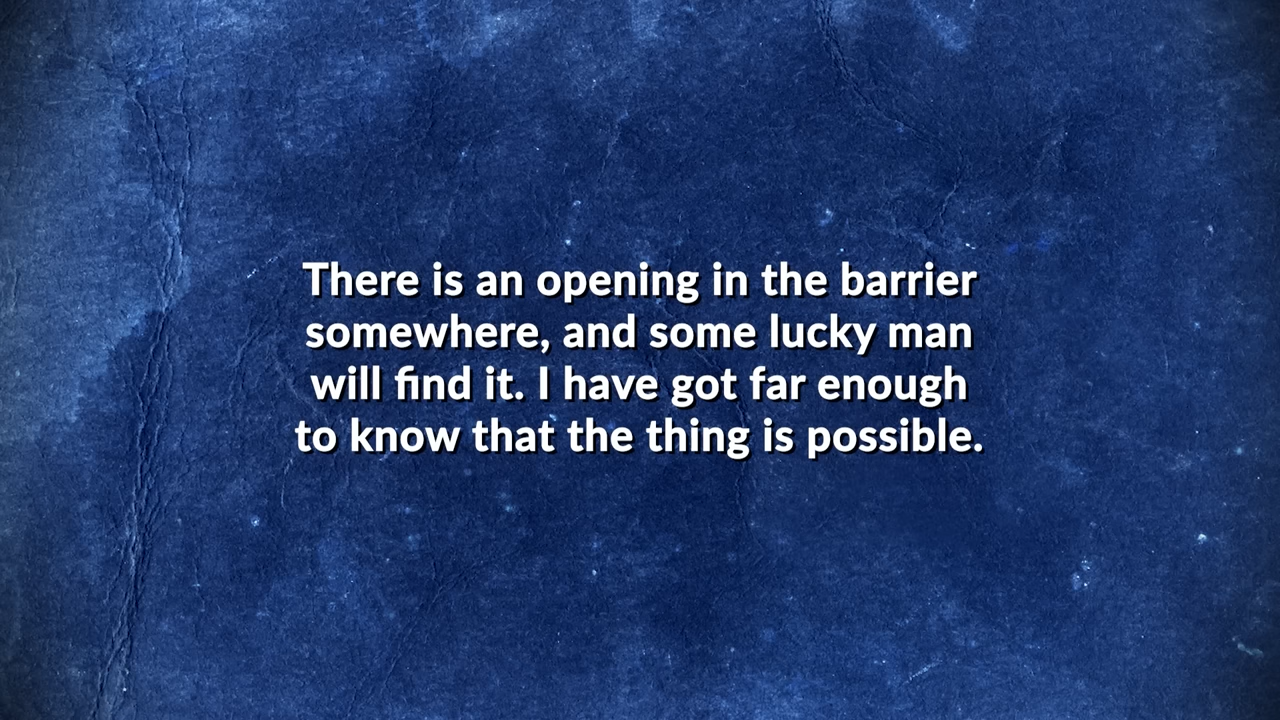 There is an opening in the barrier
somewhere, and some lucky man
will find it. I have got far enough
to know that the thing is possible.